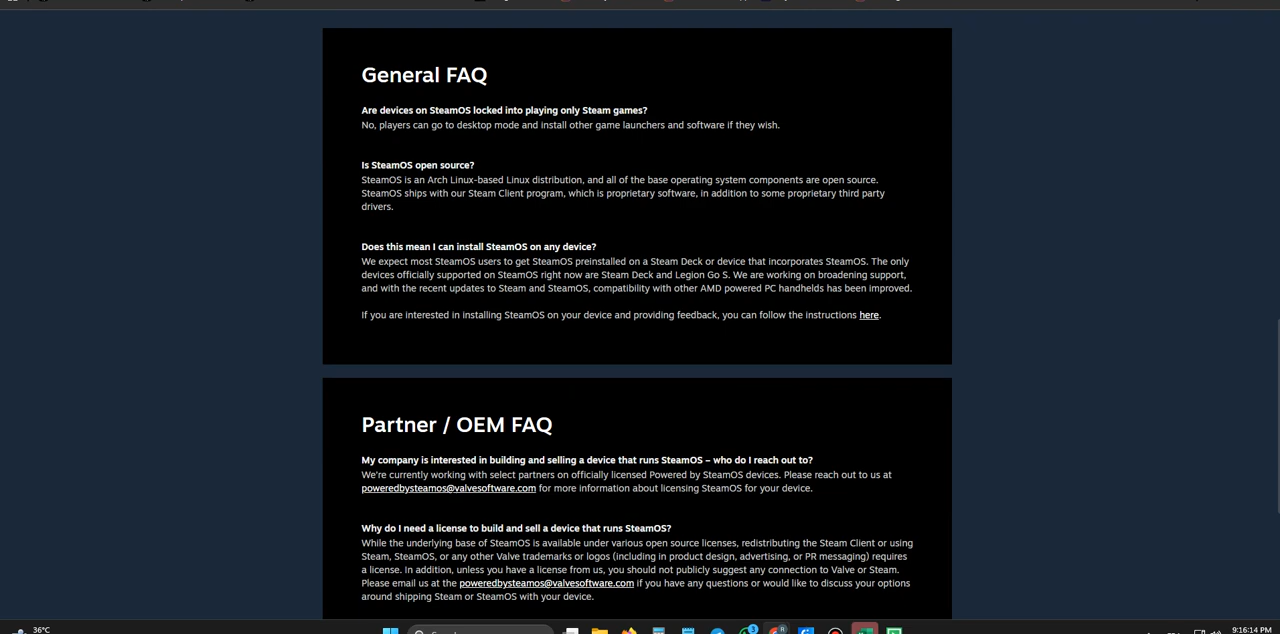 General FAQ
Are devices on SteamOS locked into playing only Steam games?
No, players can go to desktop mode and install other game launchers and software if they wish.
Is SteamOS open source?
SteamOS is an Arch Linux-based Linux distribution, and all of the base operating system components are open source.
SteamOS ships with our Steam Client program, which is proprietary software, in addition to some proprietary third party
drivers.
Does this mean I can install SteamOS on any device?
We expect most SteamOS users to get SteamOS preinstalled on a Steam Deck or device that incorporates SteamOS. The only
devices officially supported on SteamOS right now are Steam Deck and Legion Go S. We are working on broadening support,
and with the recent updates to Steam and SteamOS, compatibility with other AMD powered PC handhelds has been improved.
If you are interested in installing SteamOS on your device and providing feedback, you can follow the instructions here.
Partner / OEM FAQ
My company is interested in building and selling a device that runs SteamOS – who do I reach out to?
We're currently working with select partners on officially licensed Powered by SteamOS devices. Please reach out to us at
poweredbysteamos@valvesoftware.com for more information about licensing SteamOS for your device.
Why do I need a license to build and sell a device that runs SteamOS?
While the underlying base of SteamOS is available under various open source licenses, redistributing the Steam Client or using
Steam, SteamOS, or any other Valve trademarks or logos (including in product design, advertising, or PR messaging) requires
a license. In addition, unless you have a license from us, you should not publicly suggest any connection to Valve or Steam.
Please email us at the poweredbysteamos@valvesoftware.com if you have any questions or would like to discuss your options
around shipping Steam or SteamOS with your device.
36°C
9:16:14 PM